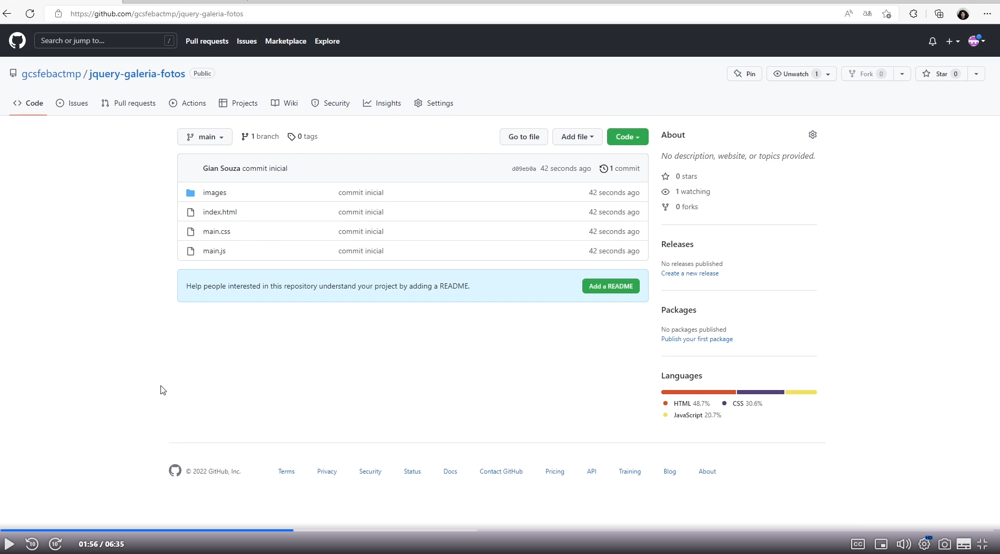 https://github.com/gcsfebactmp/jquery-galeria-fotos
Search or jump to... /
Pull requests Issues Marketplace Explore
gcsfebactmp / jquery-galeria-fotos Public
Pin Unwatch 1 Fork 0 Star 0
Code Issues Pull requests Actions Projects Wiki Security Insights Settings
main 1 branch 0 tags Go to file Add file Code
Gian Souza commit inicial d09eb0a 42 seconds ago 1 commit
images commit inicial 42 seconds ago
index.html commit inicial 42 seconds ago
main.css commit inicial 42 seconds ago
main.js commit inicial 42 seconds ago
Help people interested in this repository understand your project by adding a README. Add a README
About
No description, website, or topics provided.
0 stars
1 watching
0 forks
Releases
No releases published
Create a new release
Packages
No packages published
Publish your first package
Languages
HTML 48.7% CSS 30.6%
JavaScript 20.7%
© 2022 GitHub, Inc. Terms Privacy Security Status Docs Contact GitHub Pricing API Training Blog About
10 10 01:56 / 06:35 CC HD